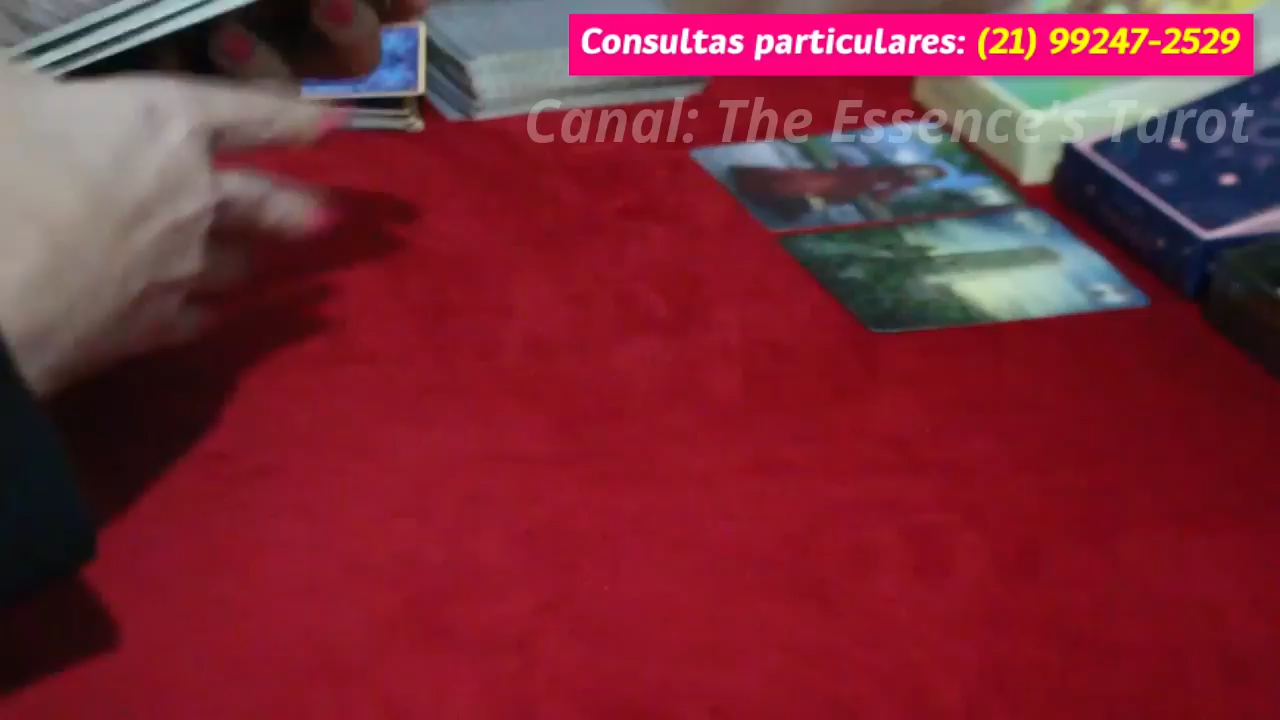 Consultas particulares: (21) 99247-2529
Canal: The Essence's Tarot